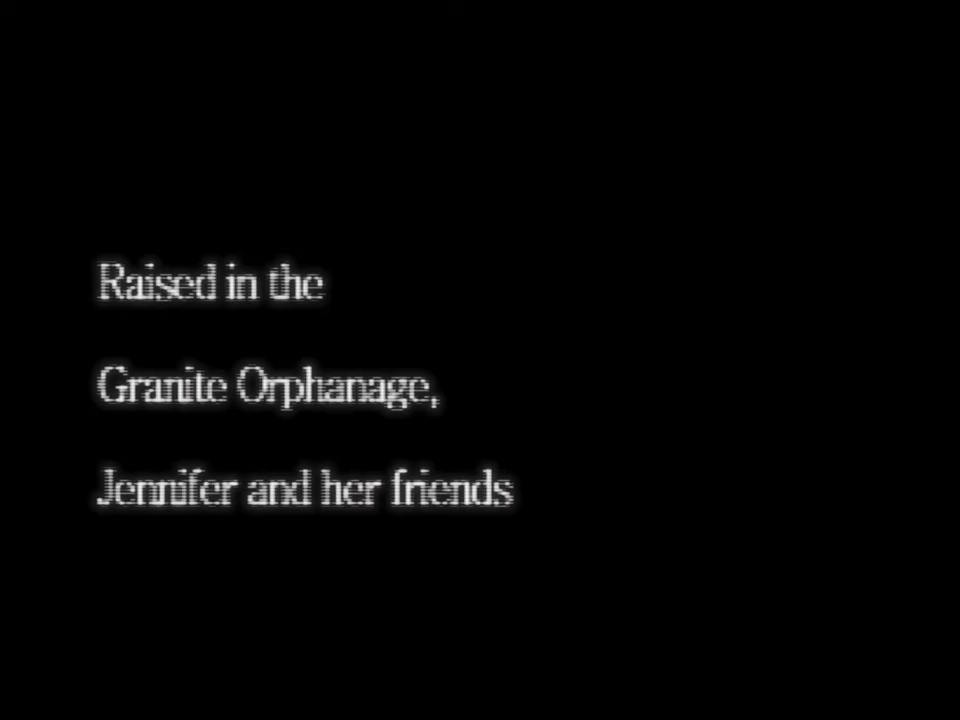 Raised in the
Granite Orphanage,
Jennifer and her friends